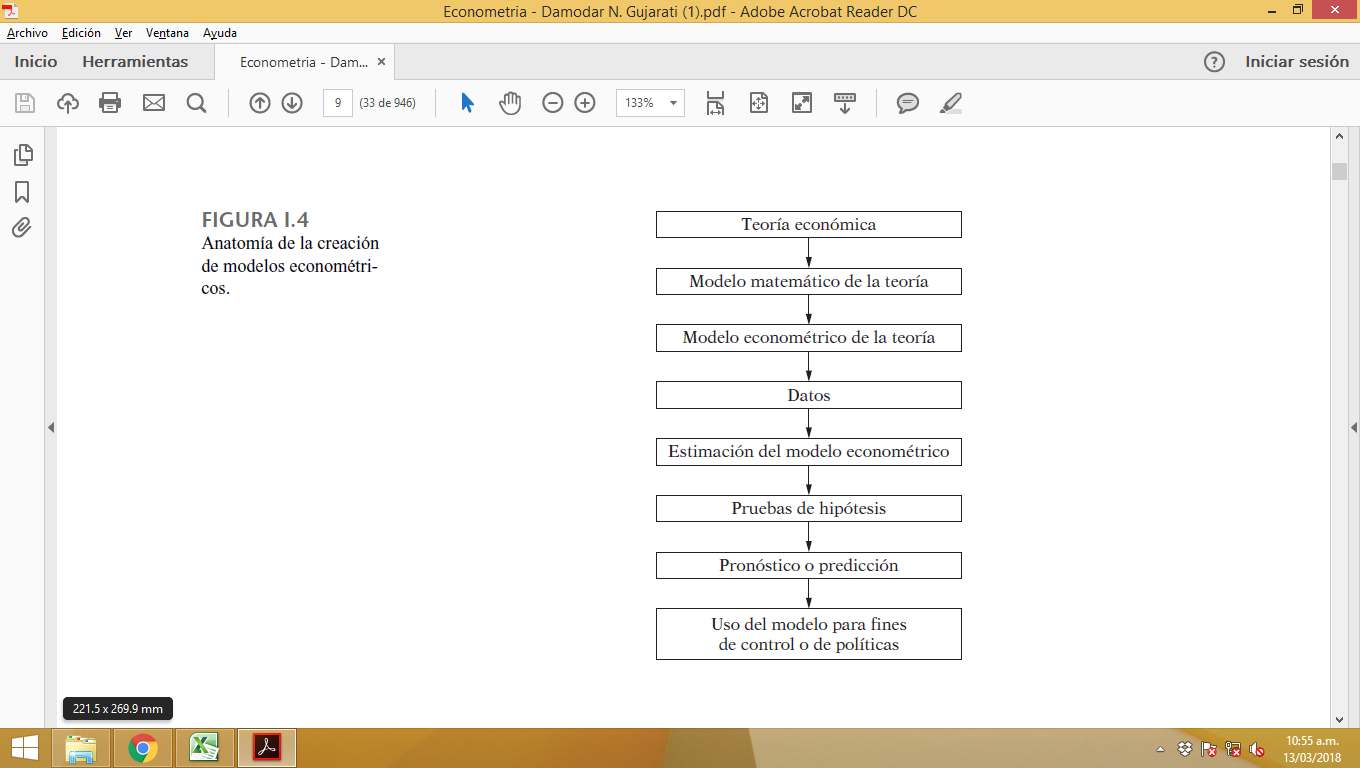 Econometria - Damodar N. Gujarati (1).pdf - Adobe Acrobat Reader DC
Archivo Edición Ver Ventana Ayuda
Inicio Herramientas Econometria - Dam... × Iniciar sesión
9 (33 de 946) 133%
FIGURA I.4
Anatomía de la creación
de modelos econométri-
cos.
Teoría económica
Modelo matemático de la teoría
Modelo econométrico de la teoría
Datos
Estimación del modelo econométrico
Pruebas de hipótesis
Pronóstico o predicción
Uso del modelo para fines
de control o de políticas
221.5 x 269.9 mm
10:55 a.m.
13/03/2018